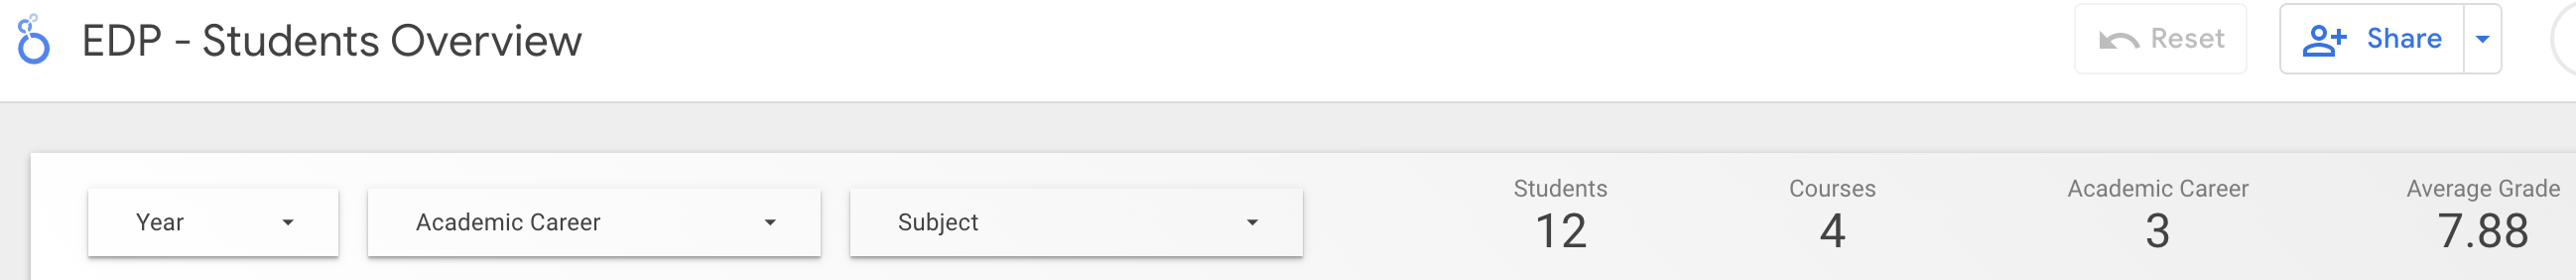 EDP - Students Overview
Reset
Share
Year
Academic Career
Subject
Students
12
Courses
4
Academic Career
3
Average Grade
7.88